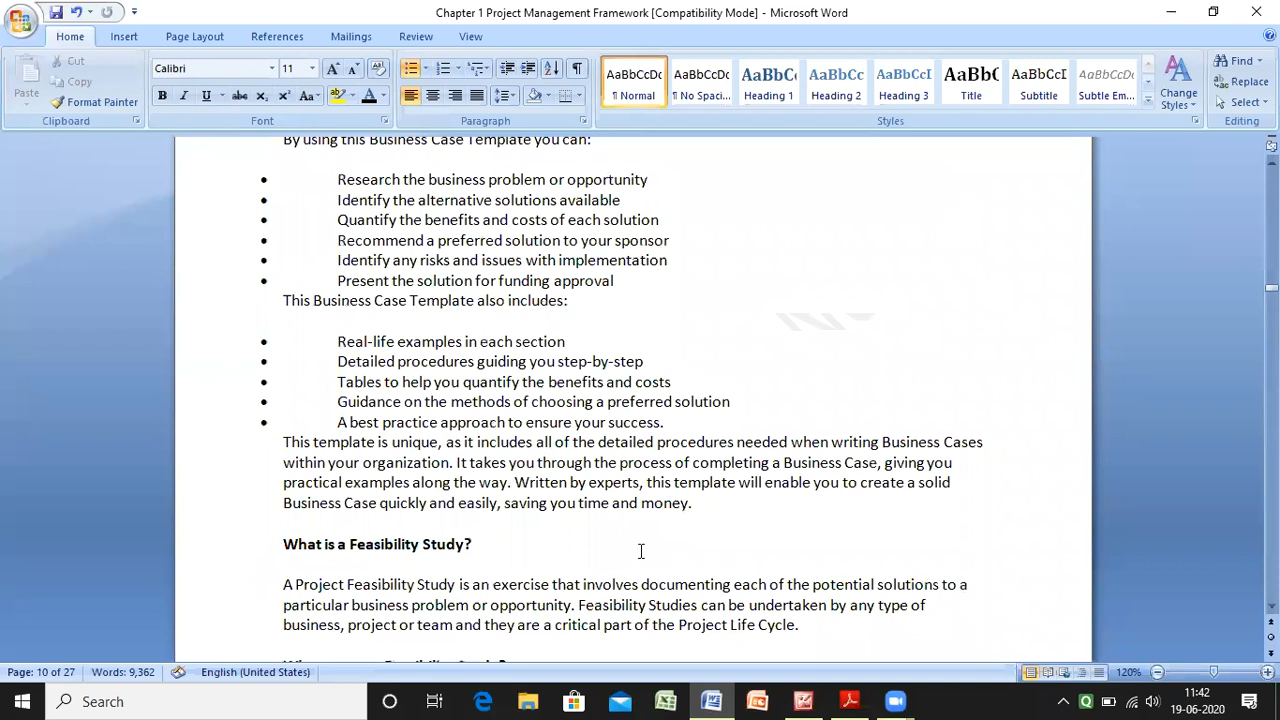 Chapter 1 Project Management Framework [Compatibility Mode] - Microsoft Word
Home Insert Page Layout References Mailings Review View
Paste
Cut
Copy
Format Painter
Clipboard
Calibri 11
Font
Paragraph
AaBbCcDc AaBbCcDc AaBbC AaBbCc AaBbCcI AaBbC AaBbCcI AaBbCcDc
¶ Normal ¶ No Spaci... Heading 1 Heading 2 Heading 3 Title Subtitle Subtle Em...
Change Styles
Styles
Find
Replace
Select
Editing
By using this Business Case Template you can:
• Research the business problem or opportunity
• Identify the alternative solutions available
• Quantify the benefits and costs of each solution
• Recommend a preferred solution to your sponsor
• Identify any risks and issues with implementation
• Present the solution for funding approval
This Business Case Template also includes:
• Real-life examples in each section
• Detailed procedures guiding you step-by-step
• Tables to help you quantify the benefits and costs
• Guidance on the methods of choosing a preferred solution
• A best practice approach to ensure your success.
This template is unique, as it includes all of the detailed procedures needed when writing Business Cases
within your organization. It takes you through the process of completing a Business Case, giving you
practical examples along the way. Written by experts, this template will enable you to create a solid
Business Case quickly and easily, saving you time and money.
What is a Feasibility Study?
A Project Feasibility Study is an exercise that involves documenting each of the potential solutions to a
particular business problem or opportunity. Feasibility Studies can be undertaken by any type of
business, project or team and they are a critical part of the Project Life Cycle.
Page: 10 of 27 Words: 9,362 English (United States) 120%
Search
11:42
19-06-2020